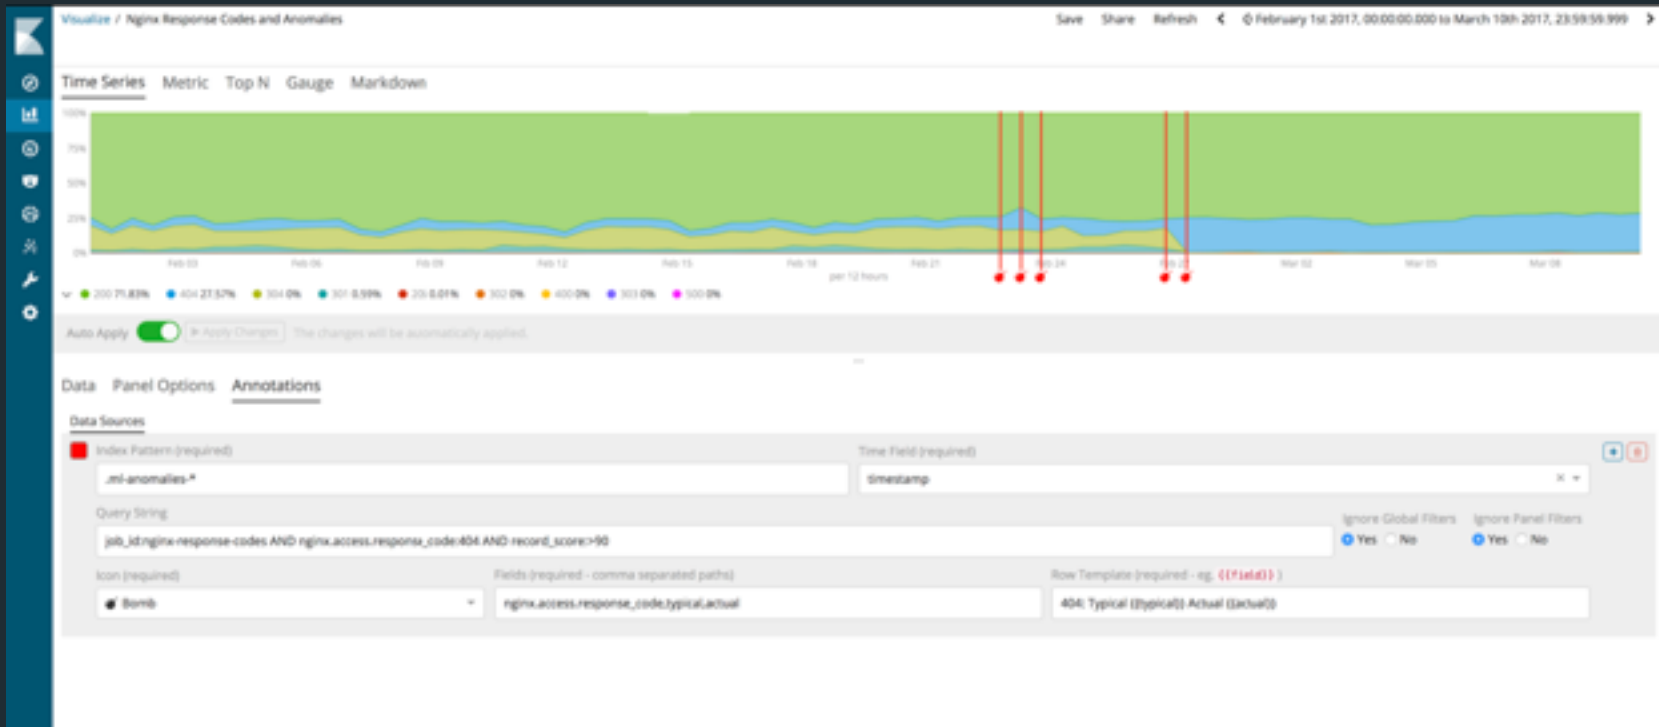 Visualize / Nginx Response Codes and Anomalies
Save Share Refresh February 1st 2017, 00:00:00.000 to March 10th 2017, 23:59:59.999
Time Series Metric Top N Gauge Markdown
100%
75%
50%
25%
0%
Feb 03 Feb 06 Feb 09 Feb 12 Feb 15 Feb 18 Feb 21 Feb 24 Mar 02 Mar 05 Mar 08
per 12 hours
200 71.83% 404 27.57% 304 0% 301 0.59% 0.01% 302 0% 400 0% 303 0% 500 0%
Auto Apply Apply Changes The changes will be automatically applied.
Data Panel Options Annotations
Data Sources
Index Pattern (required) Time Field (required)
.ml-anomalies-* timestamp
Query String
Ignore Global Filters Ignore Panel Filters
job_id:nginx-response-codes AND nginx.access.response_code:404 AND record_score:>90
Yes No Yes No
Icon (required) Fields (required - comma separated paths) Row Template (required - eg. {{field}} )
Bomb nginx.access.response_code,typical,actual 404: Typical {{typical}} Actual {{actual}}